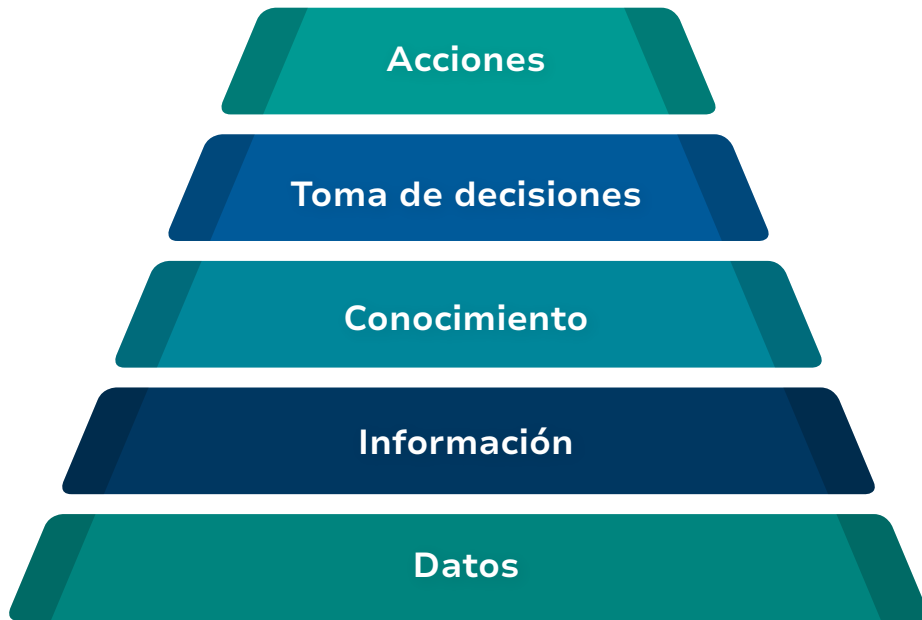 Acciones
Toma de decisiones
Conocimiento
Información
Datos